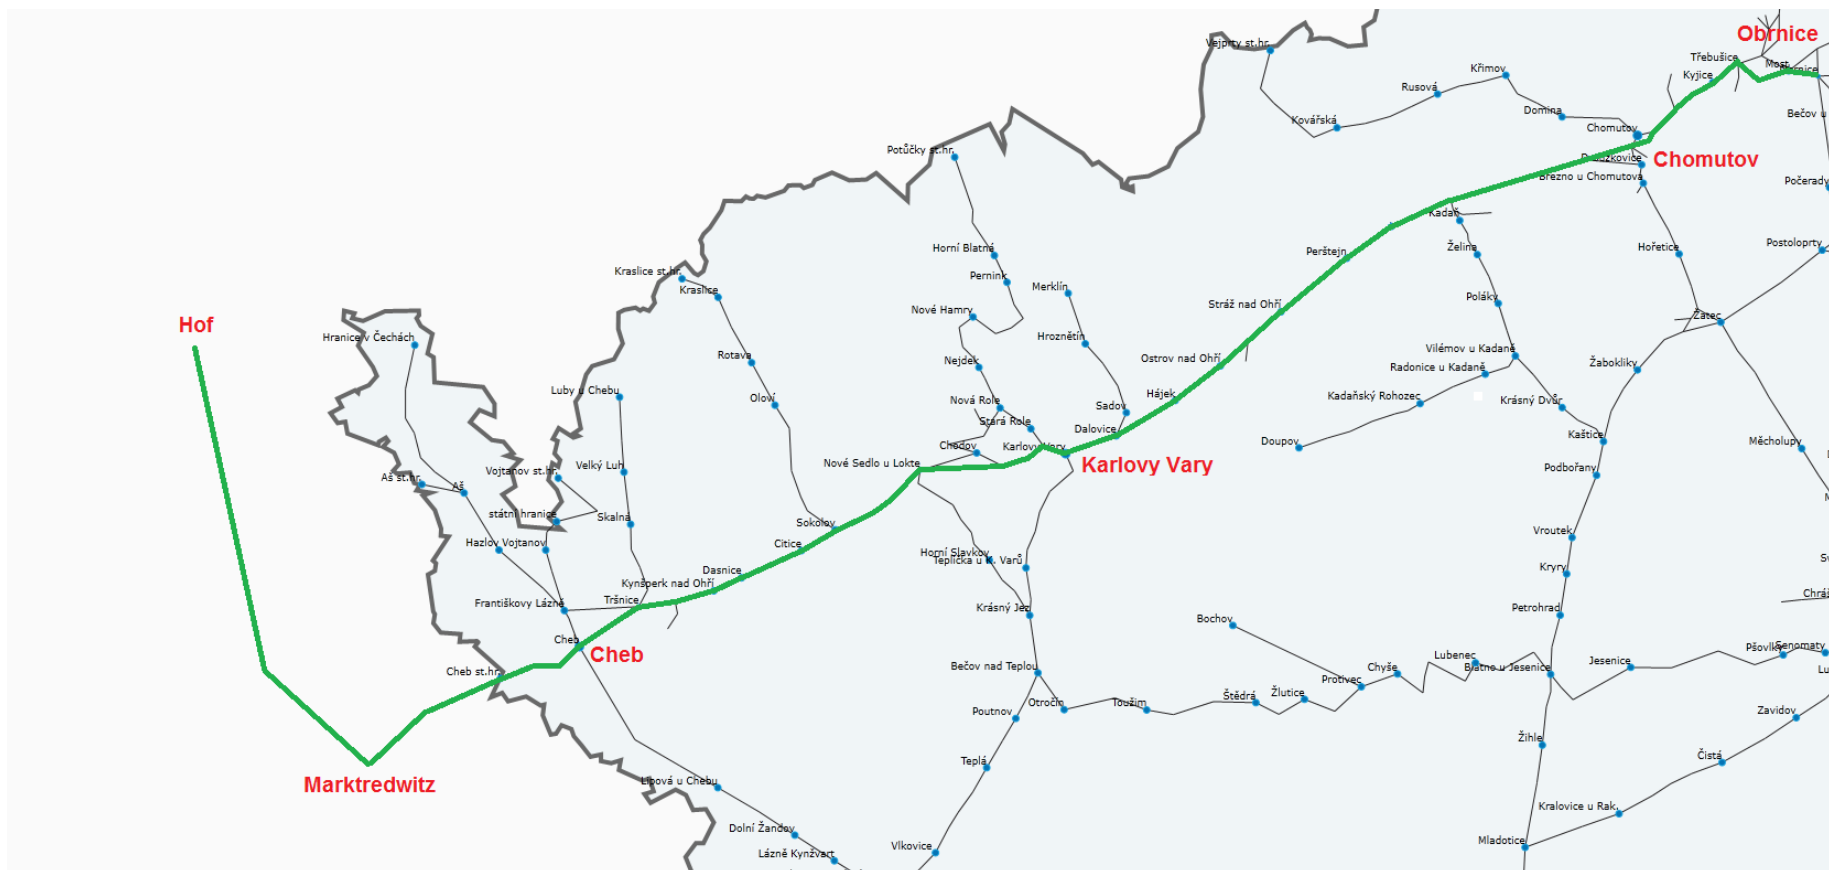 Obrnice
Vejprty st.hr.
Třebušice
Most
Křimov
Kyjice
Rusová
Domina
Bečov u
Kovářská
Chomutov
Potůčky st.hr.
Chomutov
Březno u Chomutova
Počerady
Kadaň
Horní Blatná
Perštejn
Želina
Hořetice
Postoloprty
Kraslice st.hr.
Pernink
Merklín
Kraslice
Poláky
Stráž nad Ohří
Nové Hamry
Žatec
Hof
Hranice v Čechách
Hroznětín
Rotava
Nejdek
Ostrov nad Ohří
Vilémov u Kadaně
Radonice u Kadaně
Žabokliky
Luby u Chebu
Oloví
Nová Role
Hájek
Kadaňský Rohozec
Krásný Dvůr
Sadov
Stará Role
Dalovice
Kaštice
Chodov
Karlovy Vary
Doupov
Měcholupy
Nové Sedlo u Lokte
Karlovy Vary
Velký Luh
Vojtanov st.hr.
Aš st.hr.
Aš
Podbořany
státní hranice
Skalná
Sokolov
Vroutek
Hazlov
Vojtanov
Citice
Horní Slavkov
Teplička u K. Varů
Dasnice
Kynšperk nad Ohří
Kryry
Františkovy Lázně
Tršnice
Krásný Jez
Petrohrad
Chrá
Bochov
Cheb
Cheb
Pšovlky
Senomaty
Lubenec
Blatno u Jesenice
Jesenice
Cheb st.hr.
Bečov nad Teplou
Chyše
Protivec
Lu
Otročín
Toužim
Štědrá
Žlutice
Poutnov
Zavidov
Žihle
Čistá
Teplá
Marktredwitz
Lipová u Chebu
Kralovice u Rak.
Dolní Žandov
Mladotice
Lázně Kynžvart
Vlkovice